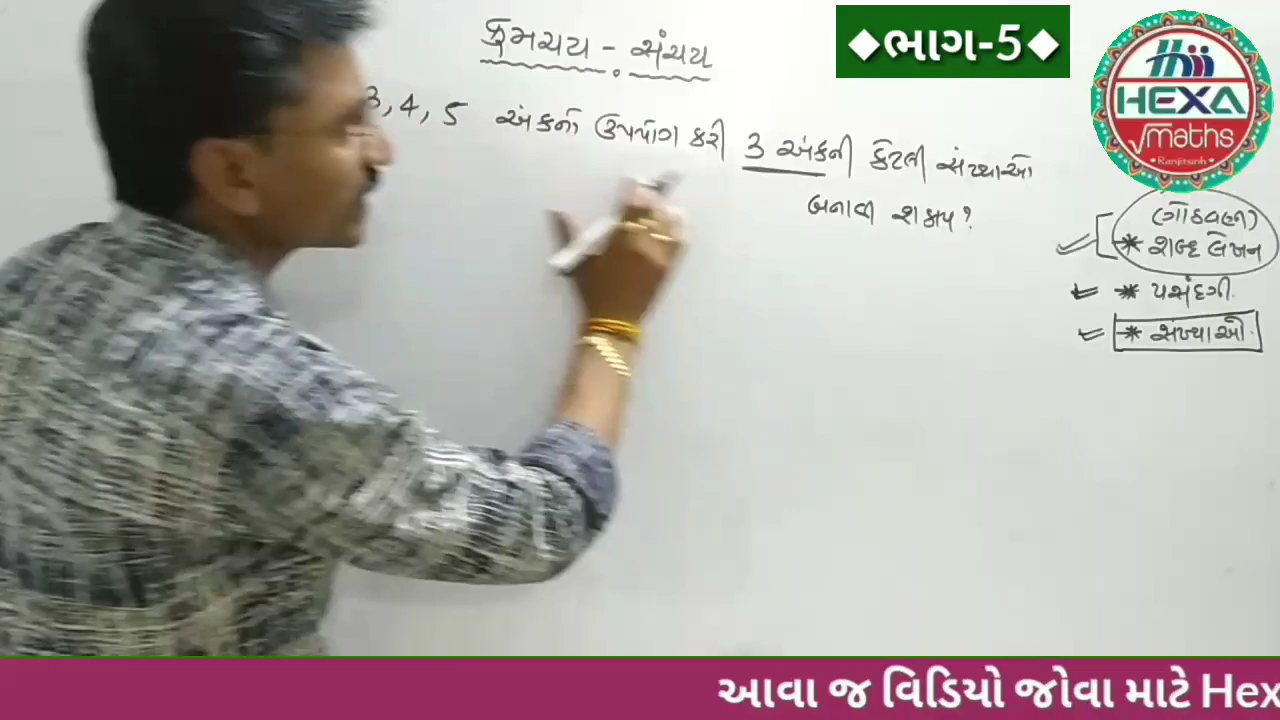 ક્રમચય - સંચય
3, 4, 5 અંકનો ઉપયોગ કરી 3 અંકની કેટલી સંખ્યાઓ
બનાવી શકાય?
(ગોઠવણ)
* શબ્દ લેખન
* પસંદગી.
* સંખ્યાઓ.
◆ભાગ-5◆
HEXA
maths
Ranjitsinh
આવા જ વિડિયો જોવા માટે Hex